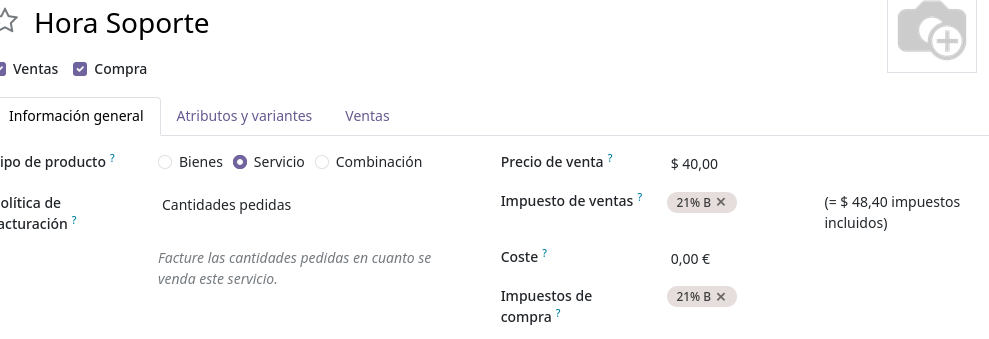 Hora Soporte
Ventas Compra
Información general Atributos y variantes Ventas
ipo de producto ? Bienes Servicio Combinación
olítica de
acturación ? Cantidades pedidas
Facture las cantidades pedidas en cuanto se
venda este servicio.
Precio de venta ? $ 40,00
Impuesto de ventas ? 21% B × (= $ 48,40 impuestos
incluidos)
Coste ? 0,00 €
Impuestos de
compra ? 21% B ×